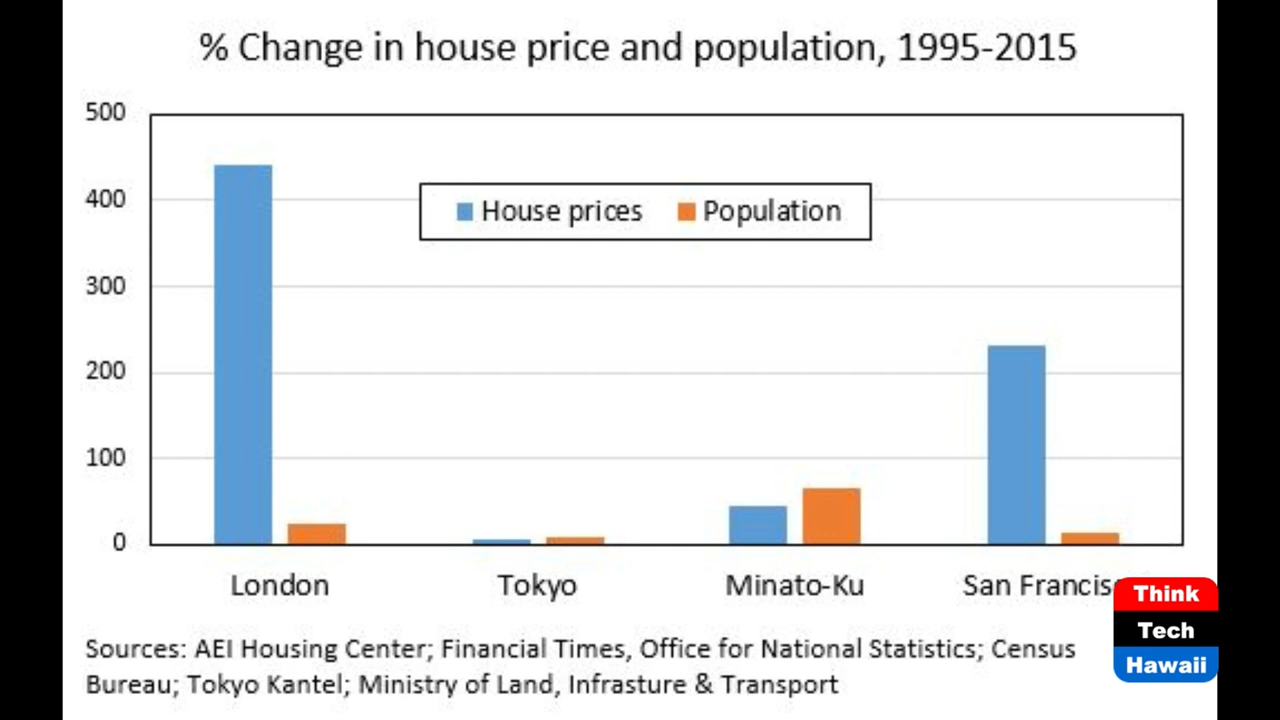 % Change in house price and population, 1995-2015
500
400
300
200
100
0
House prices Population
London Tokyo Minato-Ku San Francis
Sources: AEI Housing Center; Financial Times, Office for National Statistics; Census
Bureau; Tokyo Kantel; Ministry of Land, Infrasture & Transport
Think
Tech
Hawaii